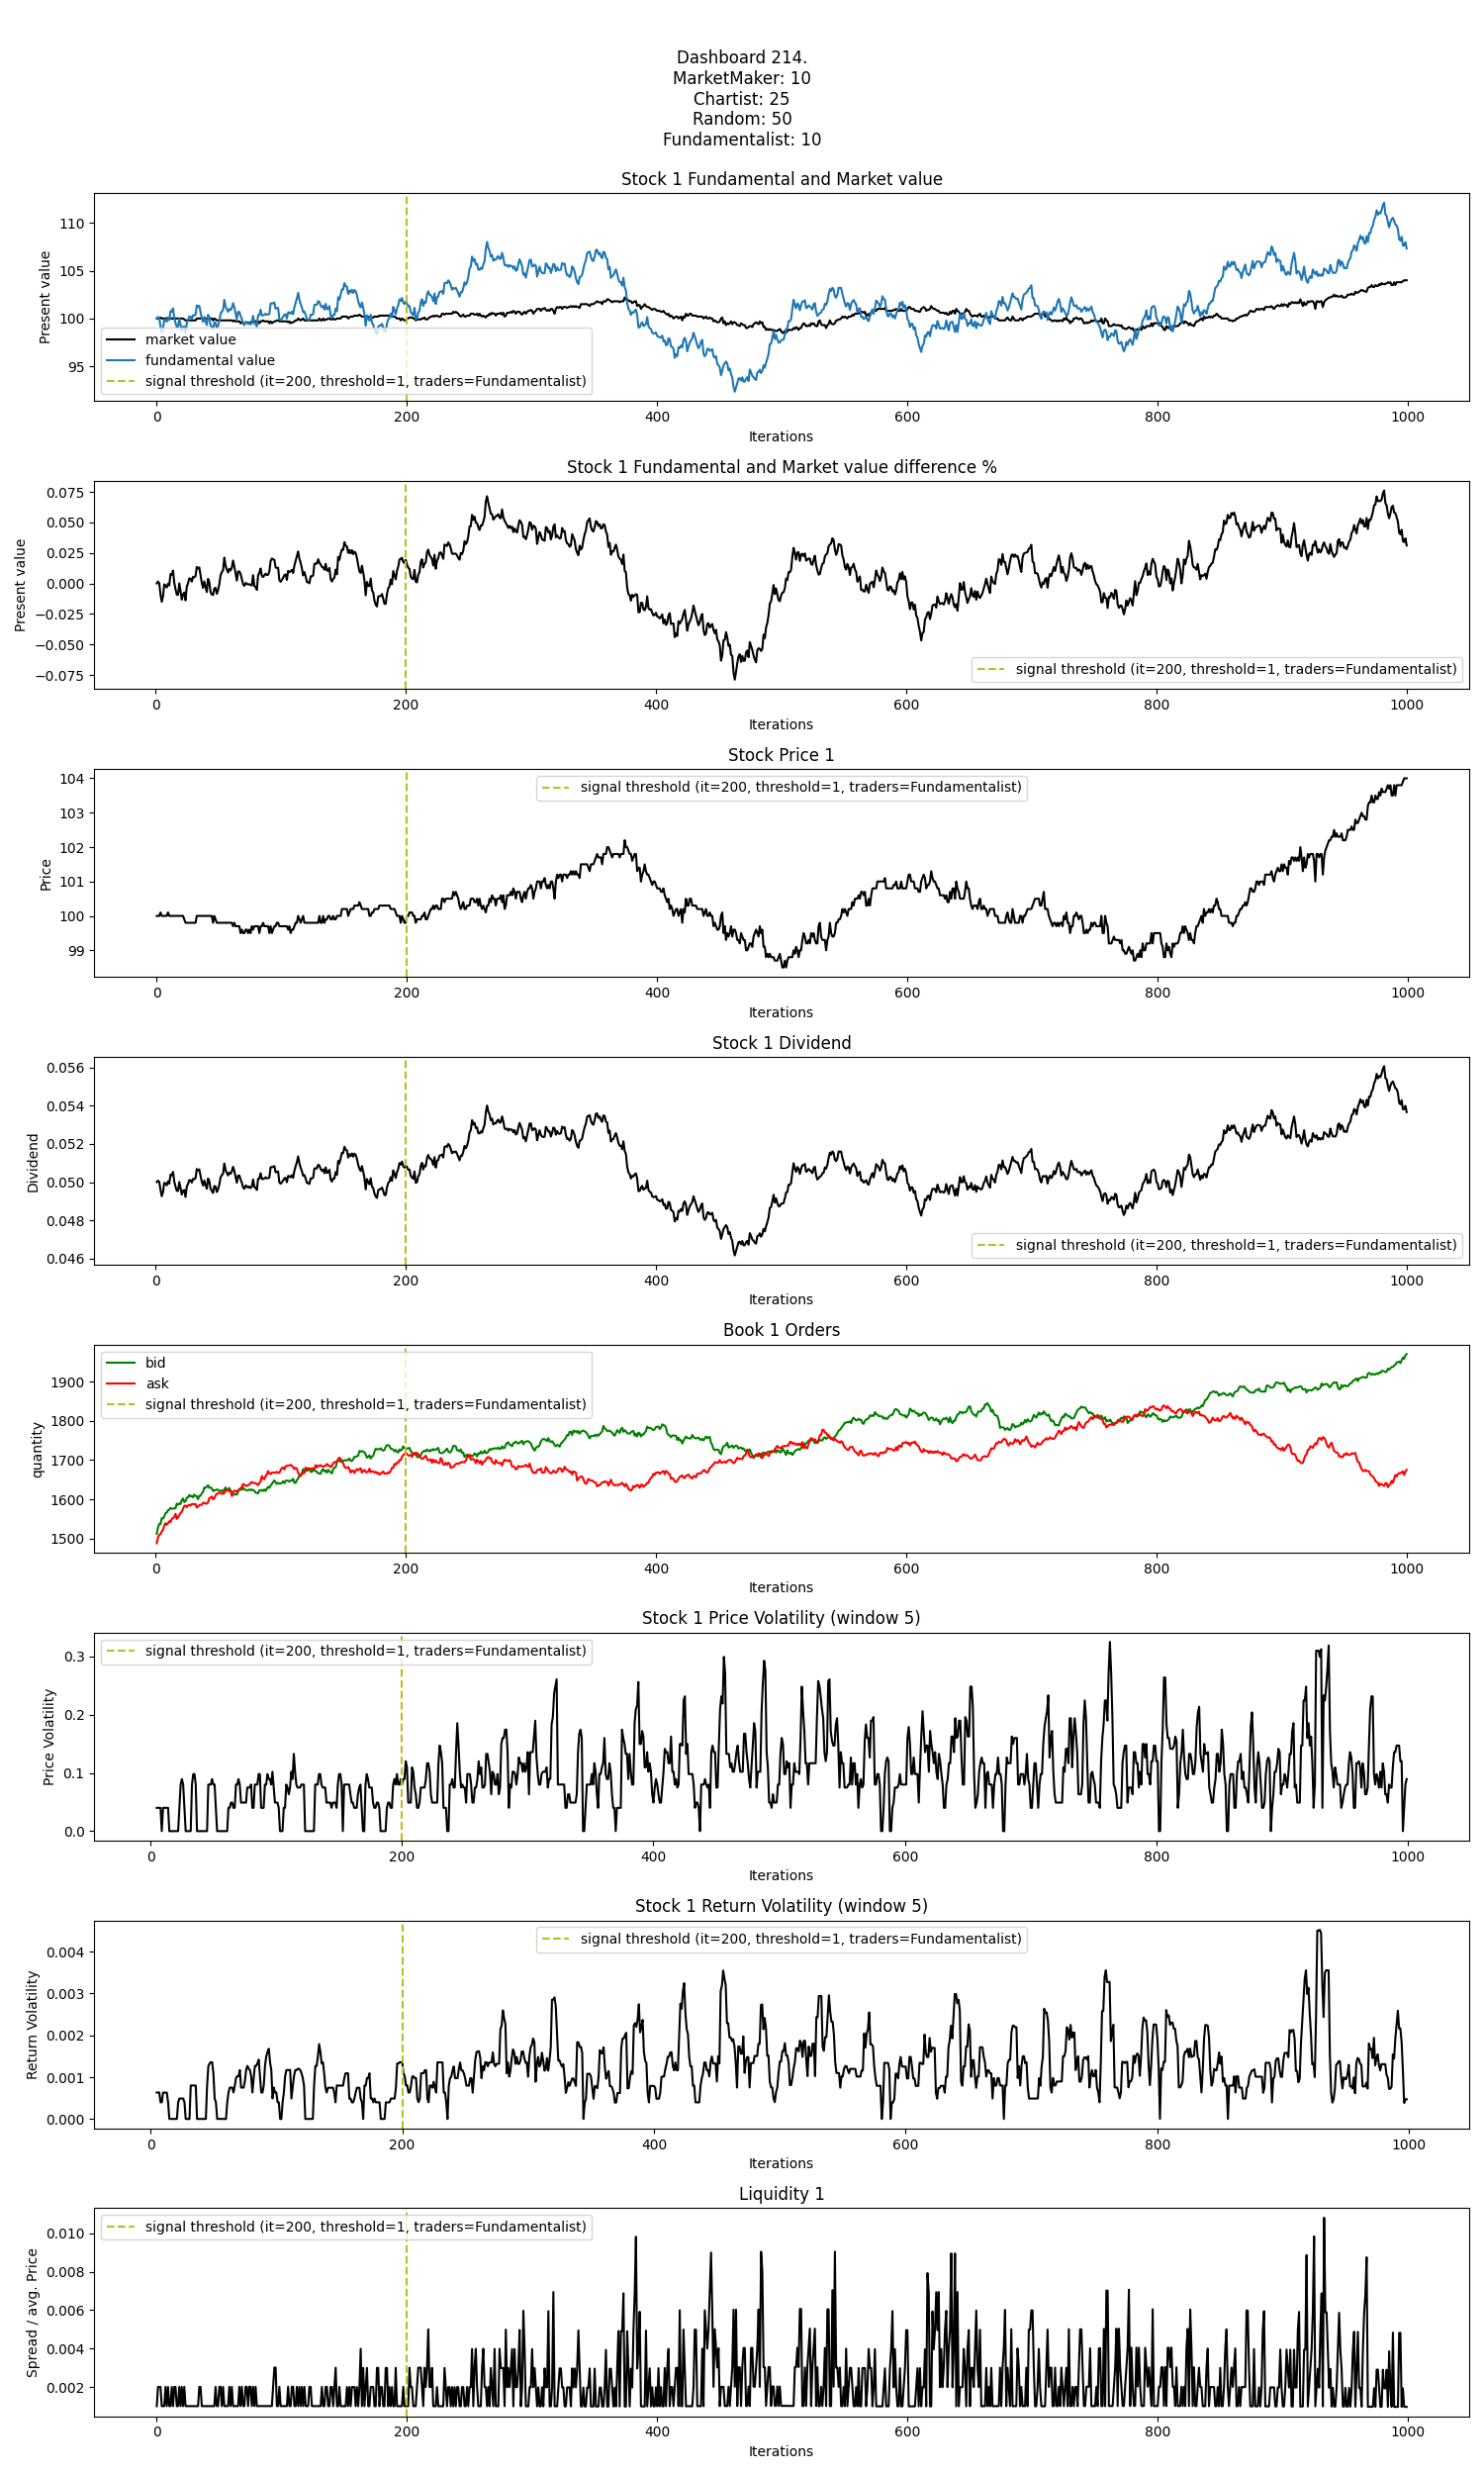 Dashboard 214.
MarketMaker: 10
Chartist: 25
Random: 50
Fundamentalist: 10
Stock 1 Fundamental and Market value
Present value
110
105
100
95
market value
fundamental value
signal threshold (it=200, threshold=1, traders=Fundamentalist)
0 200 400 600 800 1000
Iterations
Stock 1 Fundamental and Market value difference %
Present value
0.075
0.050
0.025
0.000
−0.025
−0.050
−0.075
signal threshold (it=200, threshold=1, traders=Fundamentalist)
0 200 400 600 800 1000
Iterations
Stock Price 1
Price
104
103
102
101
100
99
signal threshold (it=200, threshold=1, traders=Fundamentalist)
0 200 400 600 800 1000
Iterations
Stock 1 Dividend
Dividend
0.056
0.054
0.052
0.050
0.048
0.046
signal threshold (it=200, threshold=1, traders=Fundamentalist)
0 200 400 600 800 1000
Iterations
Book 1 Orders
quantity
1900
1800
1700
1600
1500
bid
ask
signal threshold (it=200, threshold=1, traders=Fundamentalist)
0 200 400 600 800 1000
Iterations
Stock 1 Price Volatility (window 5)
Price Volatility
0.3
0.2
0.1
0.0
signal threshold (it=200, threshold=1, traders=Fundamentalist)
0 200 400 600 800 1000
Iterations
Stock 1 Return Volatility (window 5)
Return Volatility
0.004
0.003
0.002
0.001
0.000
signal threshold (it=200, threshold=1, traders=Fundamentalist)
0 200 400 600 800 1000
Iterations
Liquidity 1
Spread / avg. Price
0.010
0.008
0.006
0.004
0.002
signal threshold (it=200, threshold=1, traders=Fundamentalist)
0 200 400 600 800 1000
Iterations